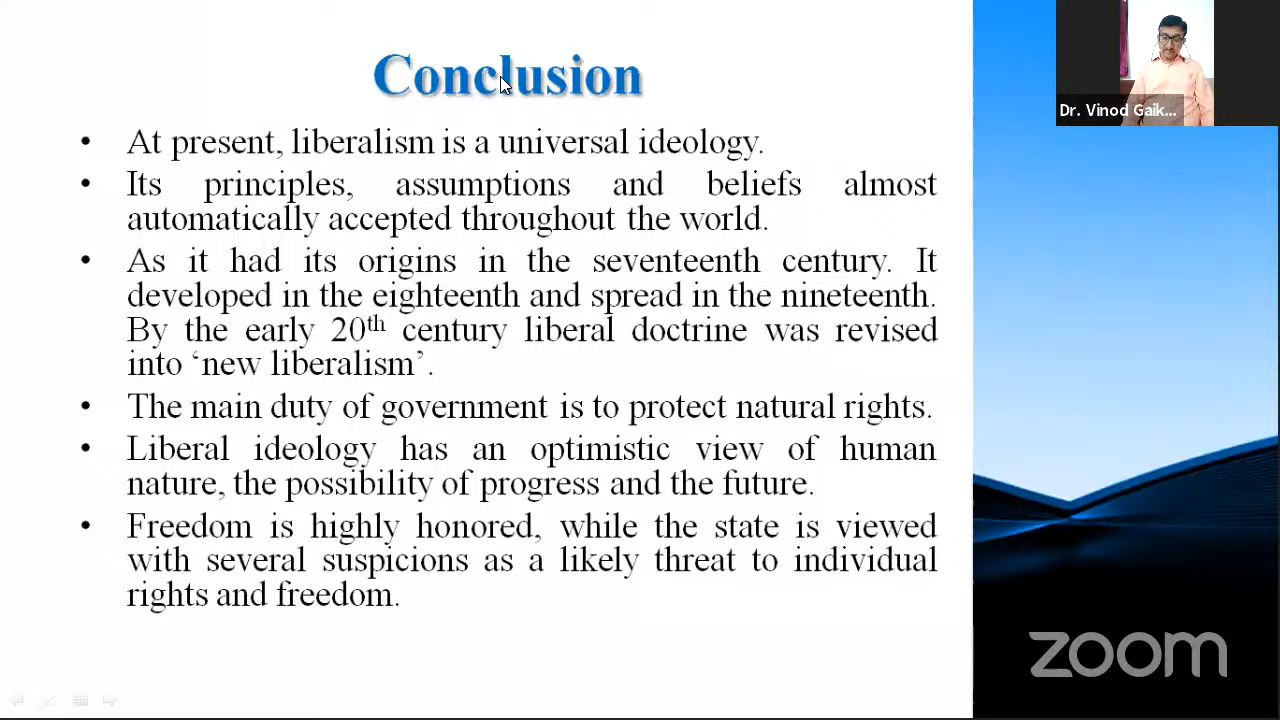 Conclusion
• At present, liberalism is a universal ideology.
• Its principles, assumptions and beliefs almost
automatically accepted throughout the world.
• As it had its origins in the seventeenth century. It
developed in the eighteenth and spread in the nineteenth.
By the early 20th century liberal doctrine was revised
into ‘new liberalism’.
• The main duty of government is to protect natural rights.
• Liberal ideology has an optimistic view of human
nature, the possibility of progress and the future.
• Freedom is highly honored, while the state is viewed
with several suspicions as a likely threat to individual
rights and freedom.
Dr. Vinod Gaik...
zoom